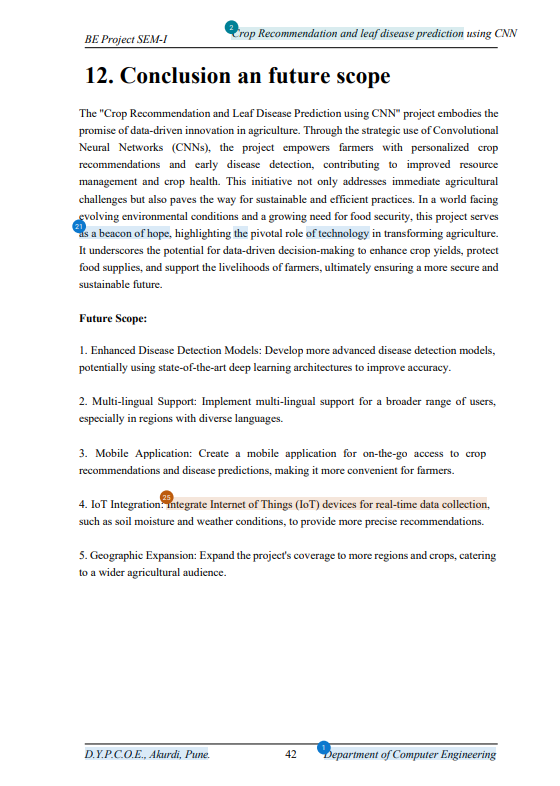 2
Crop Recommendation and leaf disease prediction using CNN
BE Project SEM-I
12. Conclusion an future scope
The "Crop Recommendation and Leaf Disease Prediction using CNN" project embodies the
promise of data-driven innovation in agriculture. Through the strategic use of Convolutional
Neural Networks (CNNs), the project empowers farmers with personalized crop
recommendations and early disease detection, contributing to improved resource
management and crop health. This initiative not only addresses immediate agricultural
challenges but also paves the way for sustainable and efficient practices. In a world facing
evolving environmental conditions and a growing need for food security, this project serves
21
as a beacon of hope, highlighting the pivotal role of technology in transforming agriculture.
It underscores the potential for data-driven decision-making to enhance crop yields, protect
food supplies, and support the livelihoods of farmers, ultimately ensuring a more secure and
sustainable future.
Future Scope:
1. Enhanced Disease Detection Models: Develop more advanced disease detection models,
potentially using state-of-the-art deep learning architectures to improve accuracy.
2. Multi-lingual Support: Implement multi-lingual support for a broader range of users,
especially in regions with diverse languages.
3. Mobile Application: Create a mobile application for on-the-go access to crop
recommendations and disease predictions, making it more convenient for farmers.
25
4. IoT Integration: Integrate Internet of Things (IoT) devices for real-time data collection,
such as soil moisture and weather conditions, to provide more precise recommendations.
5. Geographic Expansion: Expand the project's coverage to more regions and crops, catering
to a wider agricultural audience.
1
D.Y.P.C.O.E., Akurdi, Pune. 42 Department of Computer Engineering